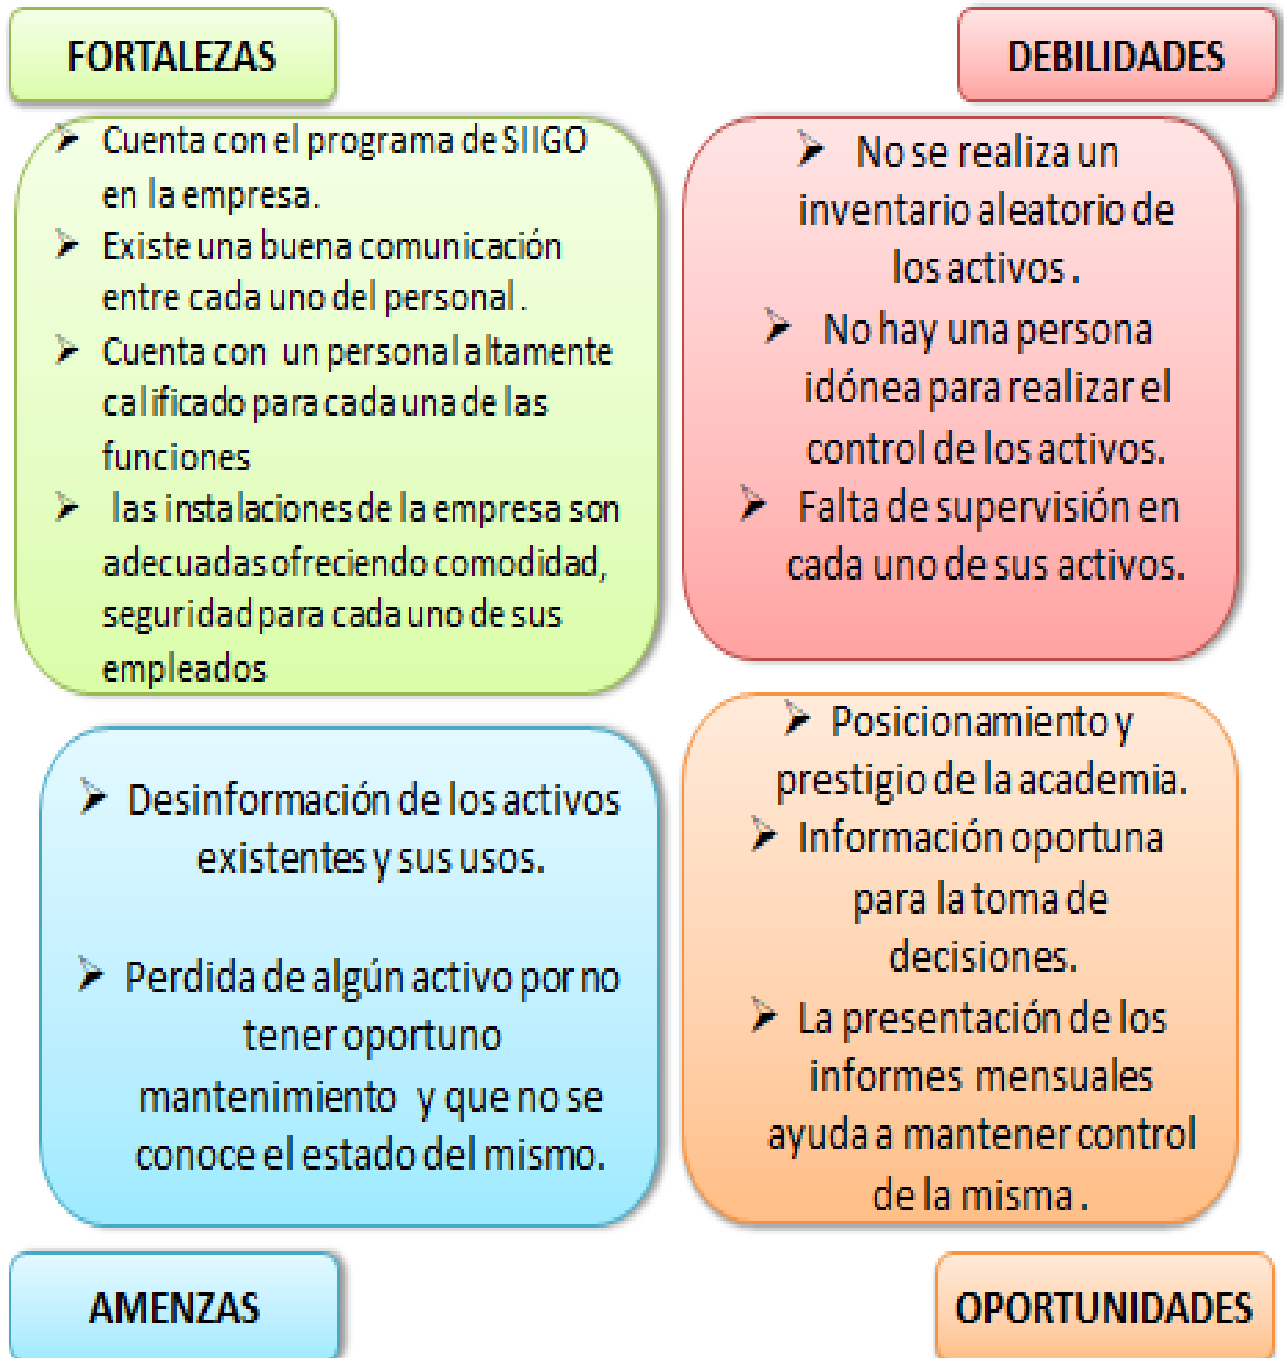 FORTALEZAS
➤ Cuenta con el programa de SIIGO
en la empresa.
➤ Existe una buena comunicación
entre cada uno del personal.
➤ Cuenta con un personal altamente
calificado para cada una de las
funciones
➤ las instalaciones de la empresa son
adecuadas ofreciendo comodidad,
seguridad para cada uno de sus
empleados
DEBILIDADES
➤ No se realiza un
inventario aleatorio de
los activos.
➤ No hay una persona
idónea para realizar el
control de los activos.
➤ Falta de supervisión en
cada uno de sus activos.
➤ Desinformación de los activos
existentes y sus usos.
➤ Perdida de algún activo por no
tener oportuno
mantenimiento y que no se
conoce el estado del mismo.
AMENZAS
➤ Posicionamiento y
prestigio de la academia.
➤ Información oportuna
para la toma de
decisiones.
➤ La presentación de los
informes mensuales
ayuda a mantener control
de la misma.
OPORTUNIDADES